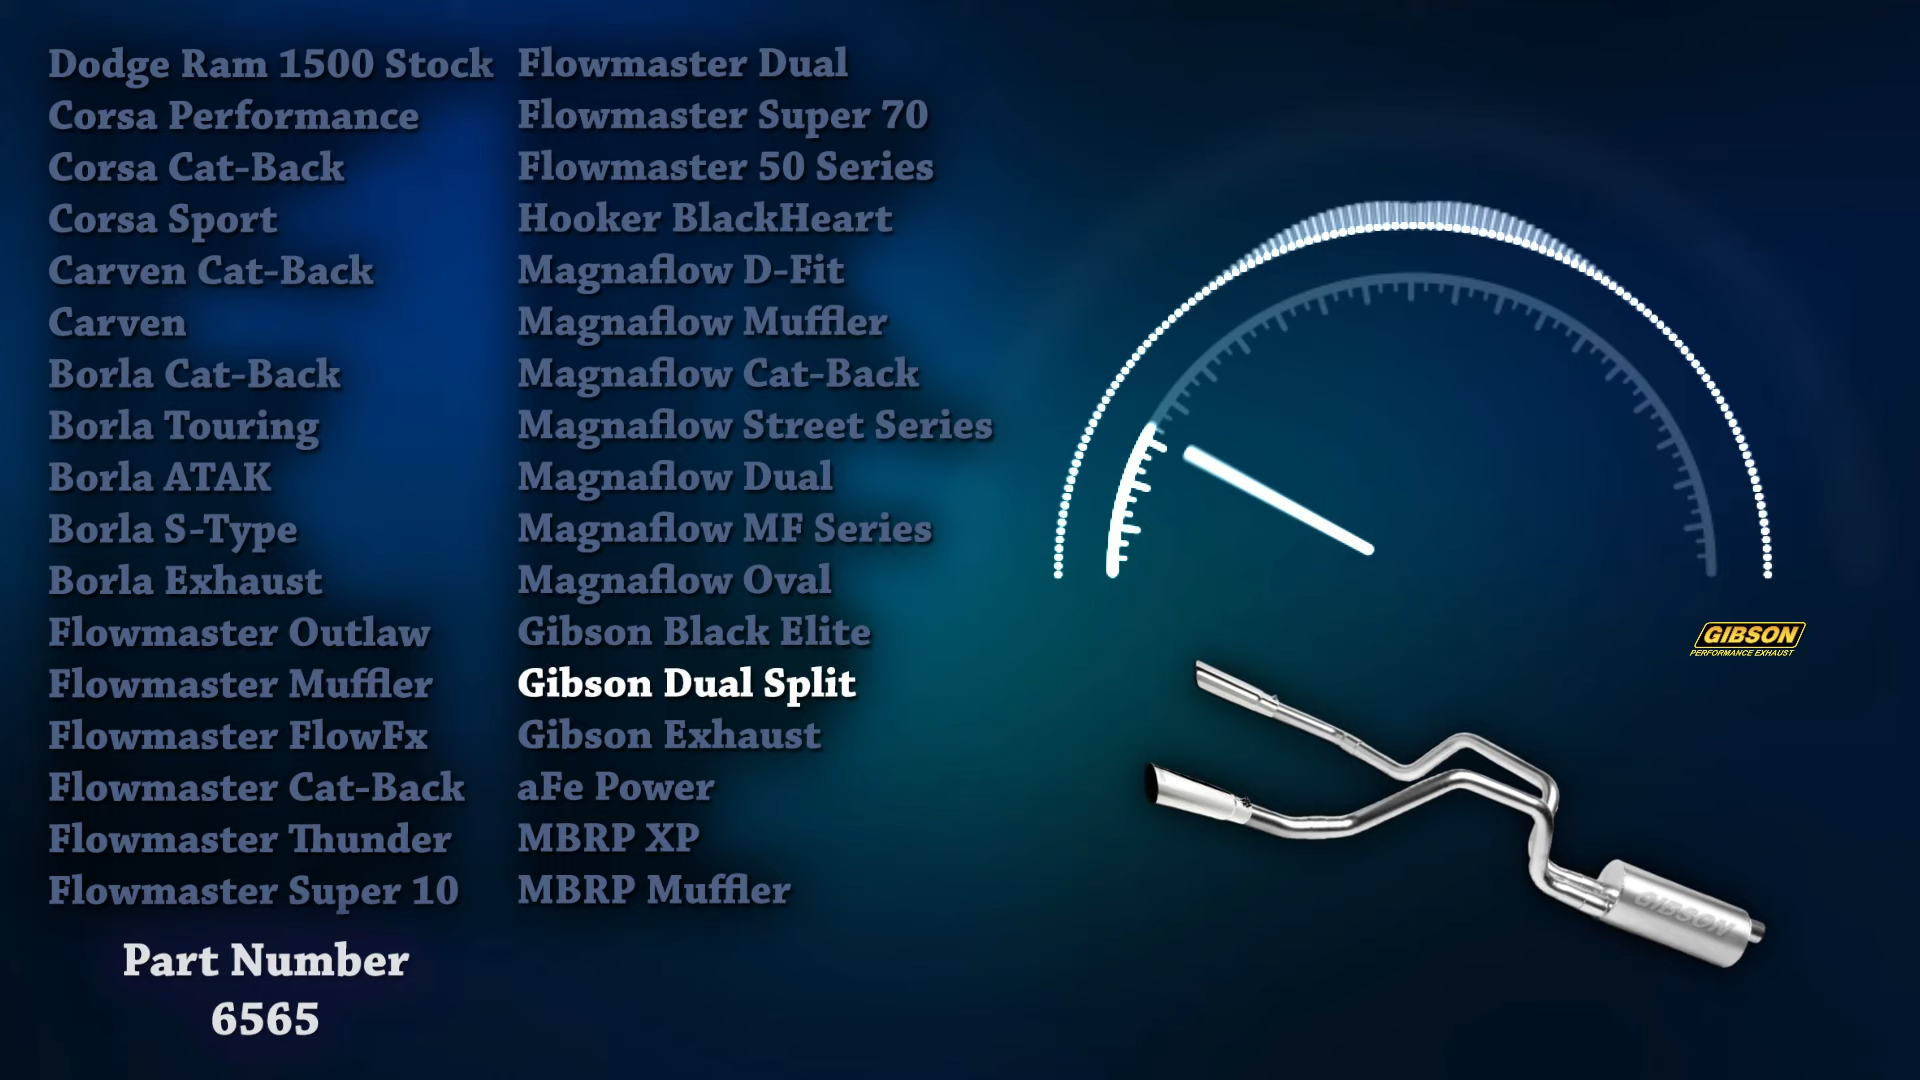 Dodge Ram 1500 Stock
Corsa Performance
Corsa Cat-Back
Corsa Sport
Carven Cat-Back
Carven
Borla Cat-Back
Borla Touring
Borla ATAK
Borla S-Type
Borla Exhaust
Flowmaster Outlaw
Flowmaster Muffler
Flowmaster FlowFx
Flowmaster Cat-Back
Flowmaster Thunder
Flowmaster Super 10
Flowmaster Dual
Flowmaster Super 70
Flowmaster 50 Series
Hooker BlackHeart
Magnaflow D-Fit
Magnaflow Muffler
Magnaflow Cat-Back
Magnaflow Street Series
Magnaflow Dual
Magnaflow MF Series
Magnaflow Oval
Gibson Black Elite
Gibson Dual Split
Gibson Exhaust
aFe Power
MBRP XP
MBRP Muffler
Part Number
6565
GIBSON
PERFORMANCE EXHAUST
GIBSON